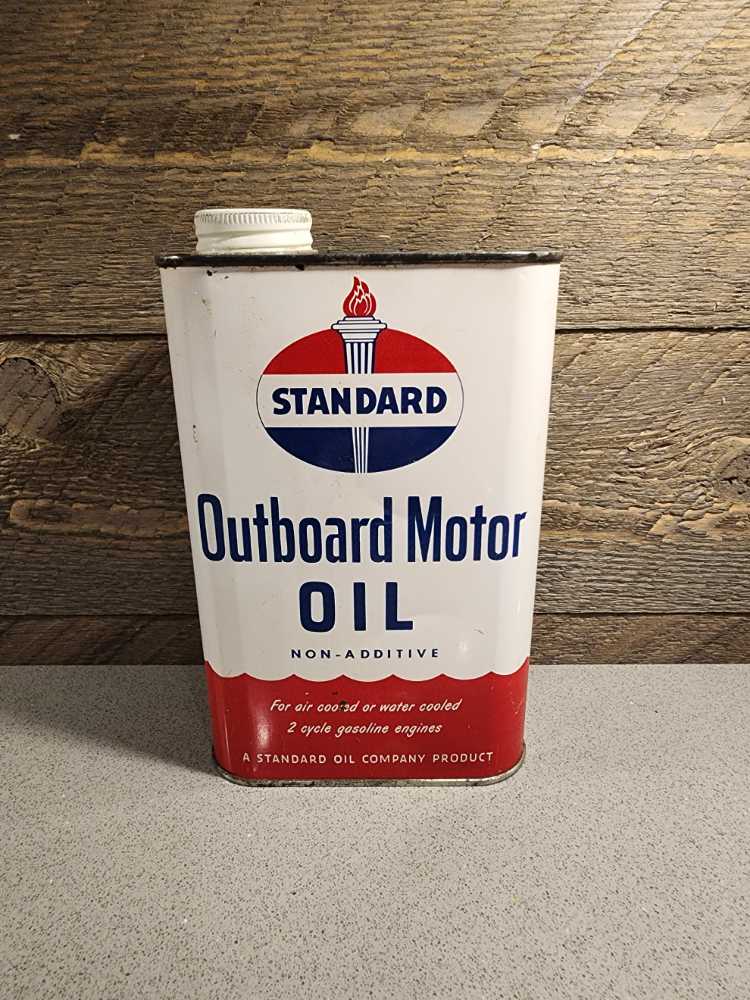 STANDARD
Outboard Motor
OIL
NON-ADDITIVE
For air cooled or water cooled
2 cycle gasoline engines
A STANDARD OIL COMPANY PRODUCT